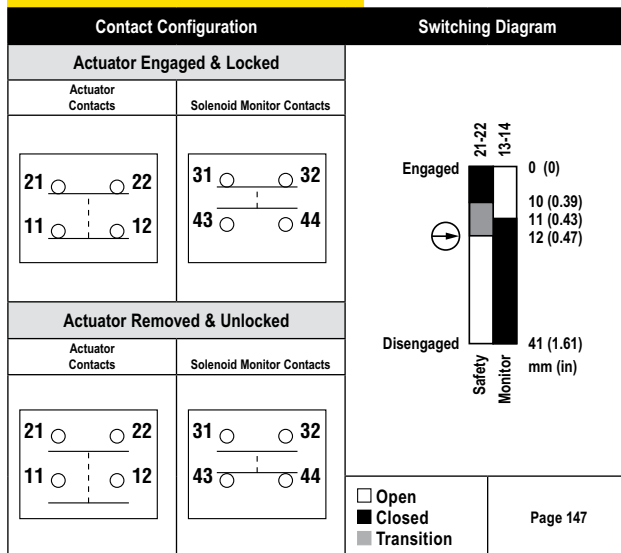 Contact Configuration
Switching Diagram
Actuator Engaged & Locked
Actuator
Contacts
Solenoid Monitor Contacts
21 22
11 12
31 32
43 44
Actuator Removed & Unlocked
Actuator
Contacts
Solenoid Monitor Contacts
21 22
11 12
31 32
43 44
21-22
13-14
Engaged
0 (0)
10 (0.39)
11 (0.43)
12 (0.47)
Disengaged
41 (1.61)
mm (in)
Safety
Monitor
Open
Closed
Transition
Page 147